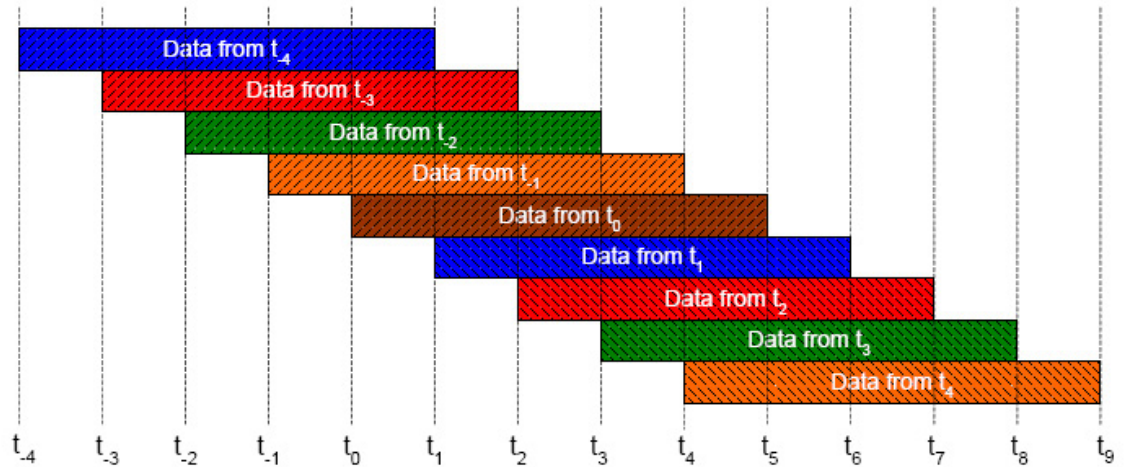 Data from t₋₄
Data from t₋₃
Data from t₋₂
Data from t₋₁
Data from t₀
Data from t₁
Data from t₂
Data from t₃
Data from t₄
t₋₄ t₋₃ t₋₂ t₋₁ t₀ t₁ t₂ t₃ t₄ t₅ t₆ t₇ t₈ t₉